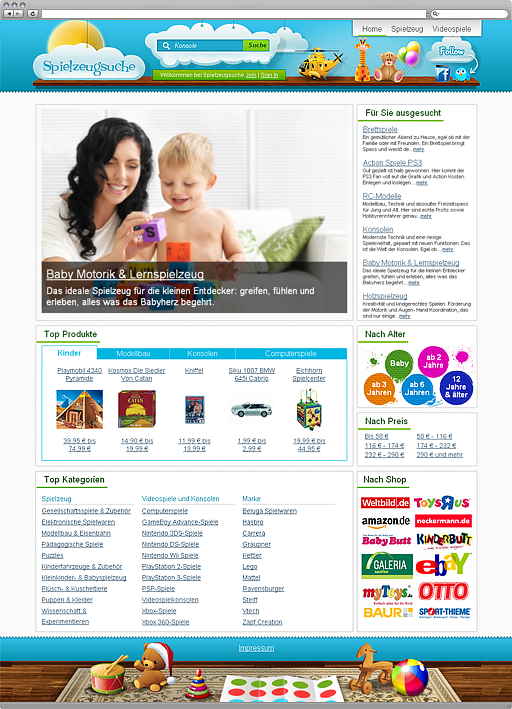 Home Spielzeug Videospiele
Spielzeugsuche
Konsole Suche
Willkommen bei Spielzeugsuche Join | Sign In
Follow
Baby Motorik & Lernspielzeug
Das ideale Spielzeug für die kleinen Entdecker: greifen, fühlen und
erleben, alles was das Babyherz begehrt.
Für Sie ausgesucht
Brettspiele
Ein gemütlicher Abend zu Hause, egal ob mit der
Familie oder mit Freunden. Ein Brettspiel bringt
Spass und weckt de...mehr
Action Spiele PS3
Gut gezielt ist halb gewonnen. Hier kommt der
PS3 Fan voll auf die Grafik und Action Kosten.
Einlegen und loslegen....mehr
RC-Modelle
Modellbau, Technik und absoluter Freizeitspass
für Jung und Alt. Hier sind echte Profis sowie
Hobbyrennfahrer genau...mehr
Konsolen
Modernste Technik und eine riesige
Spielevielfalt, gepaart mit neuen Funktionen. Das
ist die Welt der Konsolen. Egal ob ...mehr
Baby Motorik & Lernspielzeug
Das ideale Spielzeug für die kleinen Entdecker:
greifen, fühlen und erleben, alles was das
Babyherz begehrt...mehr
Holzspielzeug
Kreativität und kindgerechtes Spielen. Förderung
der Motorik und Augen- Hand Koordination, das
sind nur einige...mehr
Top Produkte
Kinder Modellbau Konsolen Computerspiele
Playmobil 4240
Pyramide
Kosmos Die Siedler
Von Catan
Kniffel
Siku 1007 BMW
645i Cabrio
Eichhorn
Spielcenter
CATAN
39.95 € bis
74.99 €
14.90 € bis
19.99 €
11.99 € bis
13.99 €
1.99 € bis
2.99 €
19.99 € bis
44.95 €
Nach Alter
Baby
ab 2
Jahre
ab 3
Jahren
ab 6
Jahren
12
Jahre
& älter
Nach Preis
Bis 58 € 58 € - 116 €
116 € - 174 € 174 € - 232 €
232 € - 290 € 290 € und mehr
Top Kategorien
Spielzeug
Gesellschaftsspiele & Zubehör
Elektronische Spielwaren
Modellbau & Eisenbahn
Pädagogische Spiele
Puzzles
Kinderfahrzeuge & Zubehör
Kleinkinder- & Babyspielzeug
Plüsch- & Kuscheltiere
Puppen & Kleider
Wissenschaft &
Experimentieren
Videospiele und Konsolen
Computerspiele
GameBoy Advance-Spiele
Nintendo 3DS-Spiele
Nintendo DS-Spiele
Nintendo Wii Spiele
PlayStation 2-Spiele
PlayStation 3-Spiele
PSP-Spiele
Videospielkonsolen
Xbox-Spiele
Xbox 360-Spiele
Marke
Beluga Spielwaren
Hasbro
Carrera
Graupner
Kettler
Lego
Mattel
Ravensburger
Steiff
Vtech
Zapf Creation
Nach Shop
Weltbild.de ToysRUs
amazon.de neckermann.de
Baby Butt KinderButt
GALERIA ebay
myToys.de OTTO
Einfach alles für Ihr Kind
BAUR SPORT-THIEME
Impressum